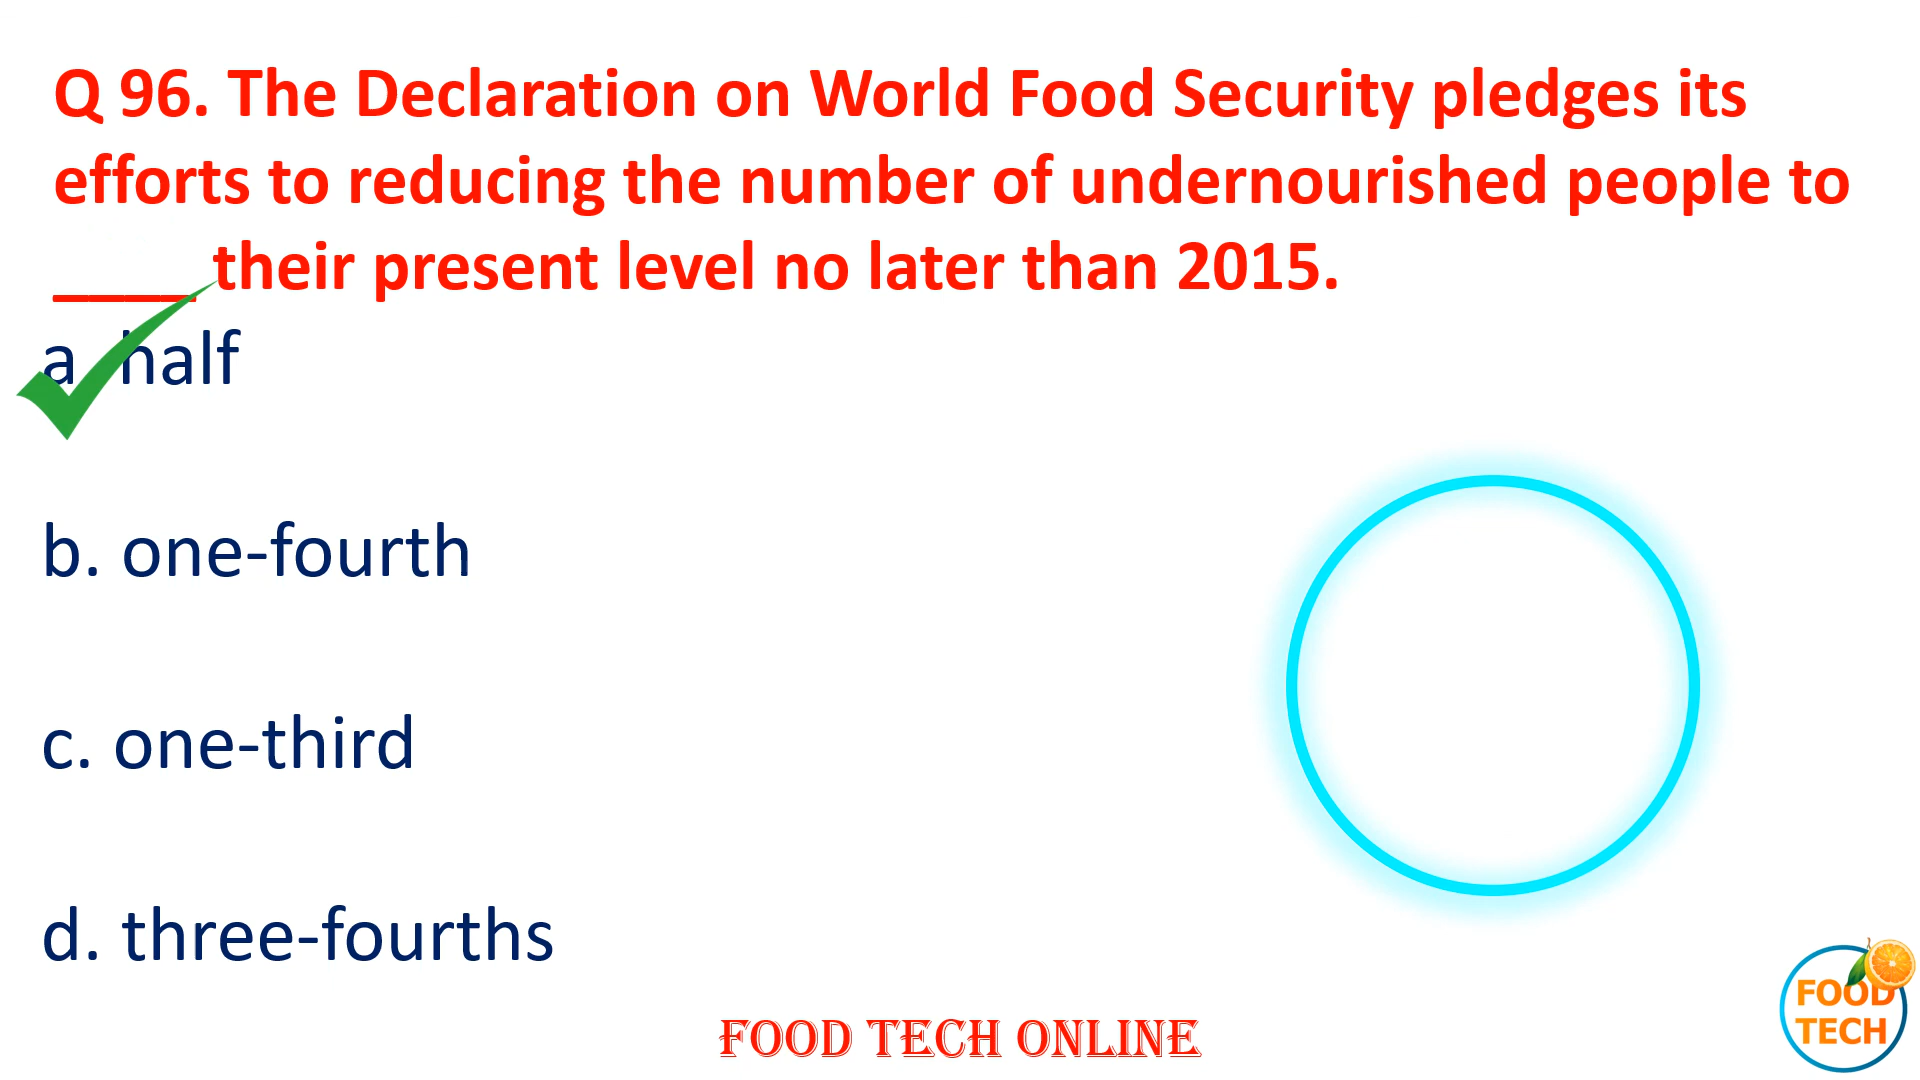 Q 96. The Declaration on World Food Security pledges its
efforts to reducing the number of undernourished people to
____ their present level no later than 2015.
a. half
b. one-fourth
c. one-third
d. three-fourths
FOOD TECH ONLINE
FOOD
TECH